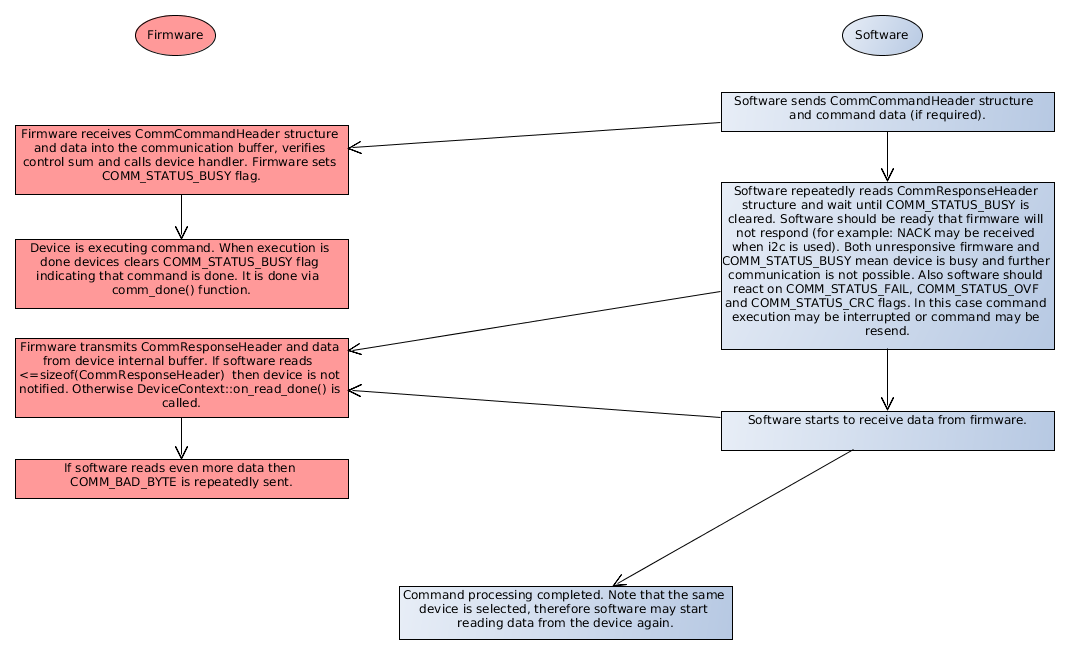 Firmware
Software
Software sends CommCommandHeader structure
and command data (if required).
Firmware receives CommCommandHeader structure
and data into the communication buffer, verifies
control sum and calls device handler. Firmware sets
COMM_STATUS_BUSY flag.
Software repeatedly reads CommResponseHeader
structure and wait until COMM_STATUS_BUSY is
cleared. Software should be ready that firmware will
not respond (for example: NACK may be received
when i2c is used). Both unresponsive firmware and
COMM_STATUS_BUSY mean device is busy and further
communication is not possible. Also software should
react on COMM_STATUS_FAIL, COMM_STATUS_OVF
and COMM_STATUS_CRC flags. In this case command
execution may be interrupted or command may be
resend.
Device is executing command. When execution is
done devices clears COMM_STATUS_BUSY flag
indicating that command is done. It is done via
comm_done() function.
Firmware transmits CommResponseHeader and data
from device internal buffer. If software reads
<=sizeof(CommResponseHeader)  then device is not
notified. Otherwise DeviceContext::on_read_done() is
called.
Software starts to receive data from firmware.
If software reads even more data then
COMM_BAD_BYTE is repeatedly sent.
Command processing completed. Note that the same
device is selected, therefore software may start
reading data from the device again.